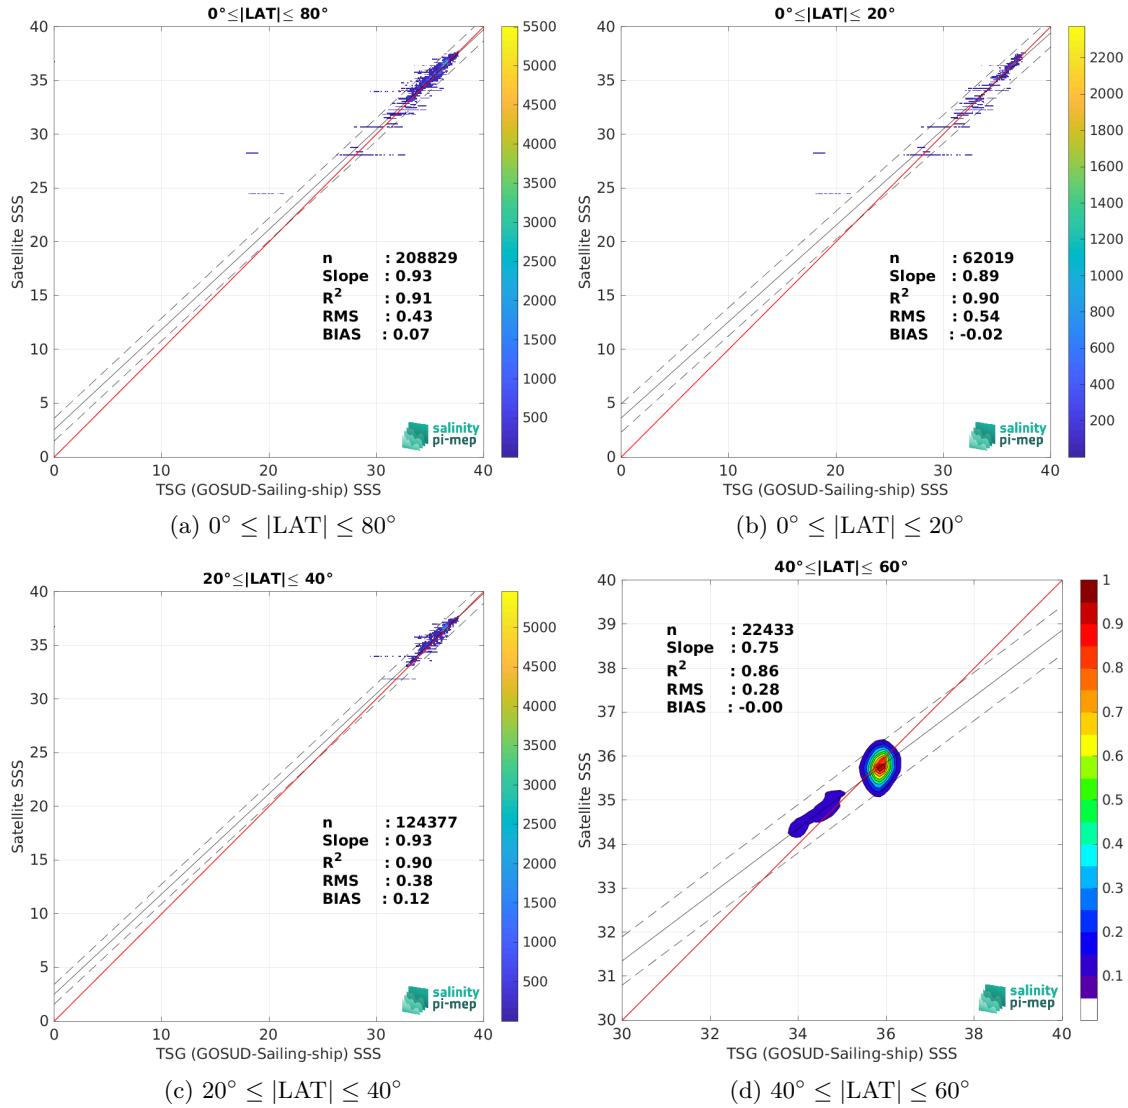 0°≤|LAT|≤ 80°
40
35
30
25
20
15
10
5
0
Satellite SSS
n : 208829
Slope : 0.93
R² : 0.91
RMS : 0.43
BIAS : 0.07
salinity
pi-mep
0 10 20 30 40
TSG (GOSUD-Sailing-ship) SSS
5500
5000
4500
4000
3500
3000
2500
2000
1500
1000
500
(a) 0° ≤ |LAT| ≤ 80°
0°≤|LAT|≤ 20°
40
35
30
25
20
15
10
5
0
Satellite SSS
n : 62019
Slope : 0.89
R² : 0.90
RMS : 0.54
BIAS : -0.02
salinity
pi-mep
0 10 20 30 40
TSG (GOSUD-Sailing-ship) SSS
2200
2000
1800
1600
1400
1200
1000
800
600
400
200
(b) 0° ≤ |LAT| ≤ 20°
20°≤|LAT|≤ 40°
40
35
30
25
20
15
10
5
0
Satellite SSS
n : 124377
Slope : 0.93
R² : 0.90
RMS : 0.38
BIAS : 0.12
salinity
pi-mep
0 10 20 30 40
TSG (GOSUD-Sailing-ship) SSS
5000
4500
4000
3500
3000
2500
2000
1500
1000
500
(c) 20° ≤ |LAT| ≤ 40°
40°≤|LAT|≤ 60°
40
39
38
37
36
35
34
33
32
31
30
Satellite SSS
n : 22433
Slope : 0.75
R² : 0.86
RMS : 0.28
BIAS : -0.00
salinity
pi-mep
30 32 34 36 38 40
TSG (GOSUD-Sailing-ship) SSS
1
0.9
0.8
0.7
0.6
0.5
0.4
0.3
0.2
0.1
(d) 40° ≤ |LAT| ≤ 60°